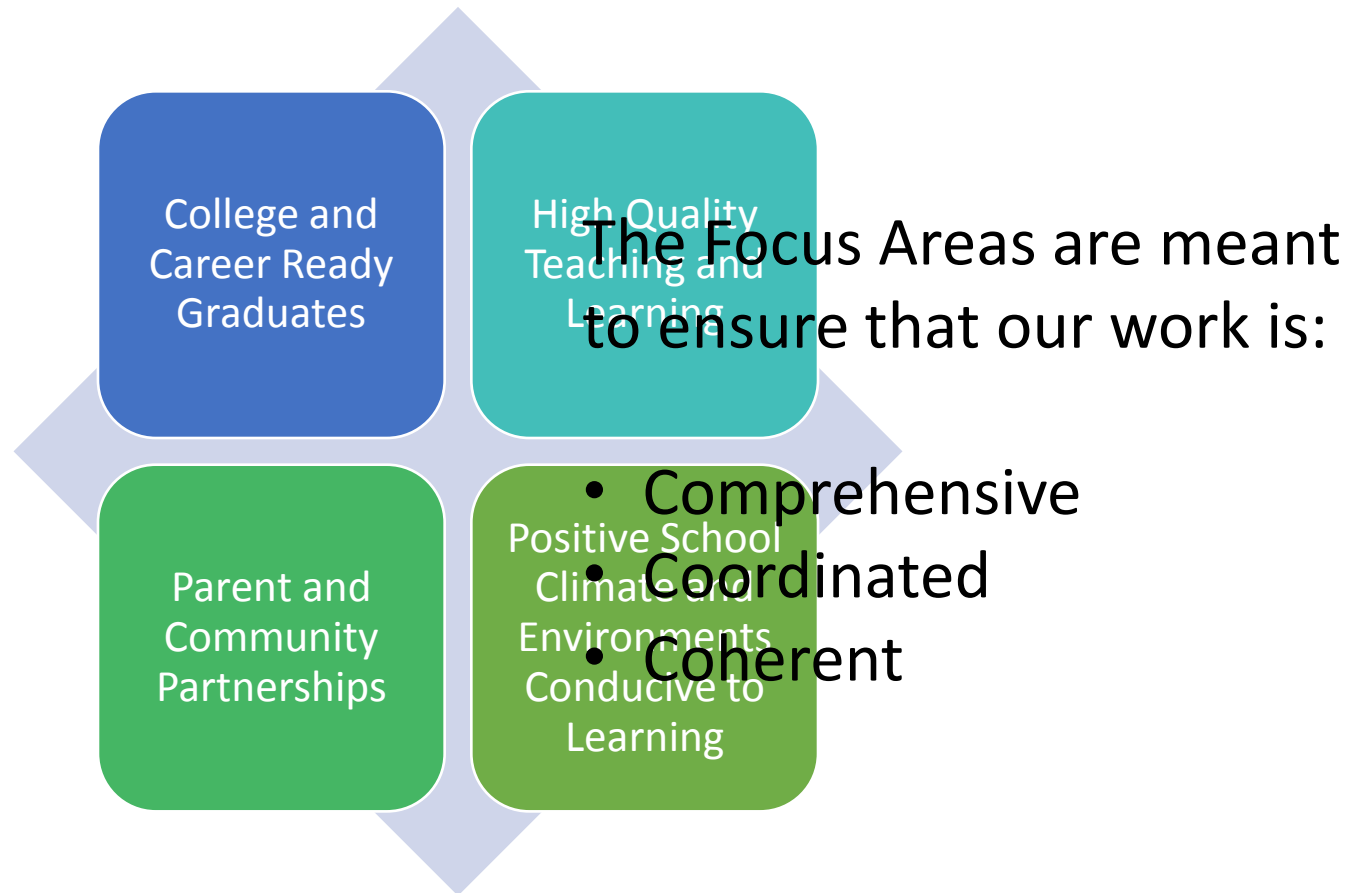 College and
Career Ready
Graduates
High Quality
Teaching and
Learning
Parent and
Community
Partnerships
Positive School
Climate and
Environments
Conducive to
Learning
The Focus Areas are meant
to ensure that our work is:
• Comprehensive
• Coordinated
• Coherent